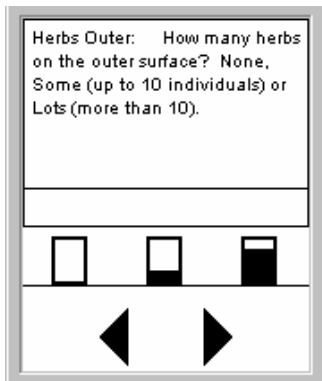 Herbs Outer: How many herbs
on the outer surface? None,
Some (up to 10 individuals) or
Lots (more than 10).